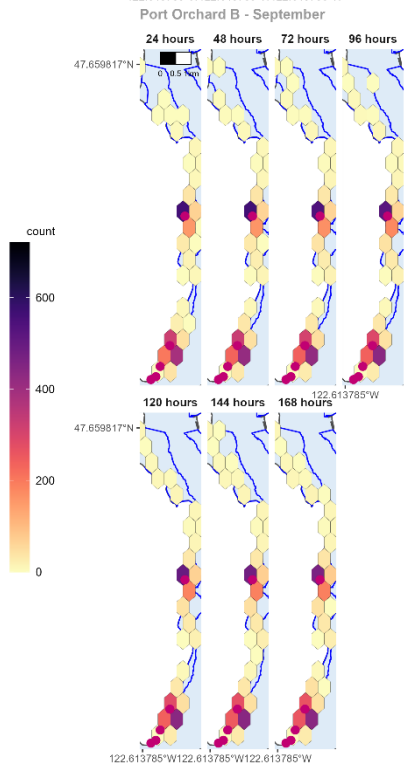 Port Orchard B - September
24 hours 48 hours 72 hours 96 hours
47.659817°N
0 0.5 1 km
count
600
400
200
0
122.613785°W
120 hours 144 hours 168 hours
47.659817°N
122.613785°W122.613785°W122.613785°W